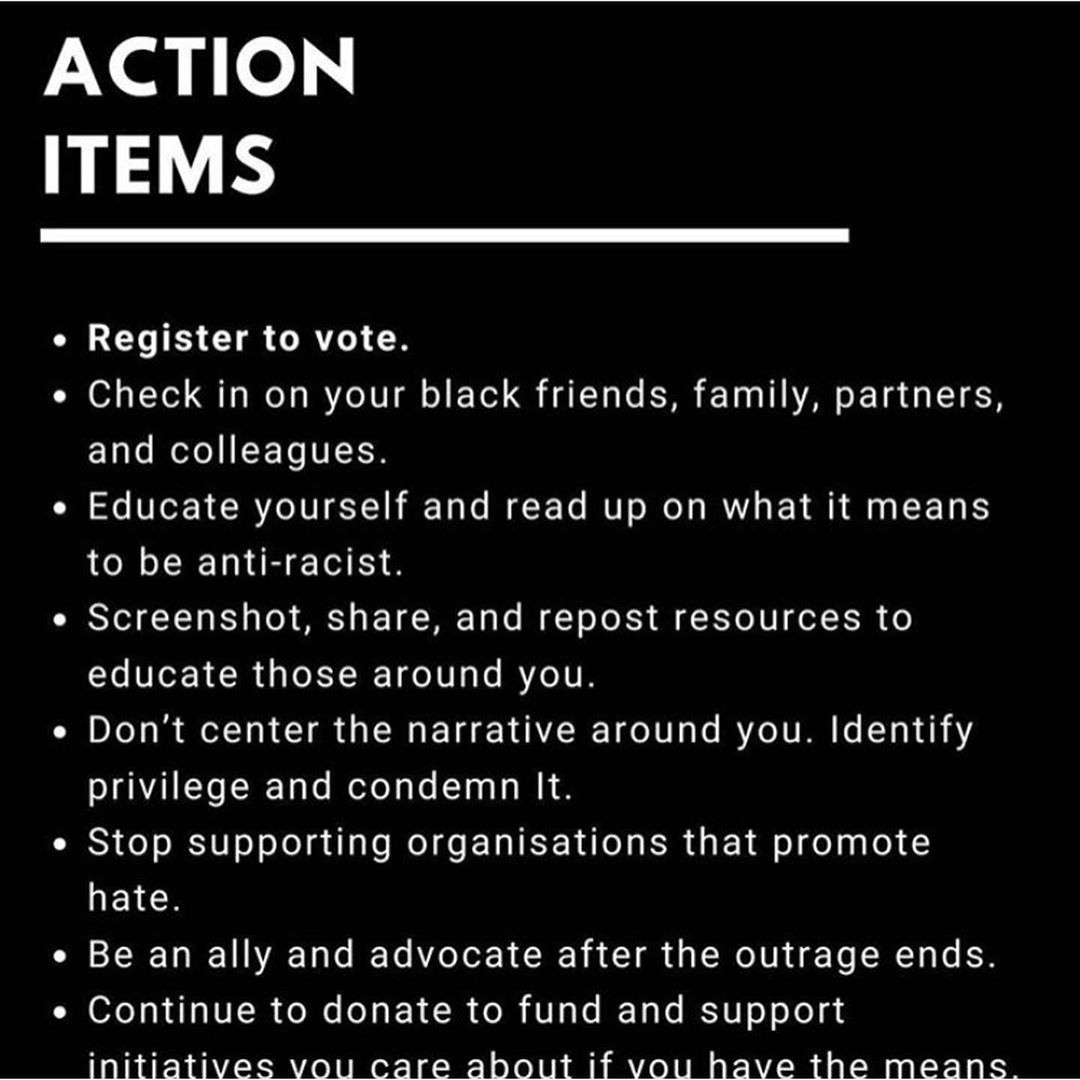 ACTION
ITEMS
• Register to vote.
• Check in on your black friends, family, partners,
and colleagues.
• Educate yourself and read up on what it means
to be anti-racist.
• Screenshot, share, and repost resources to
educate those around you.
• Don’t center the narrative around you. Identify
privilege and condemn It.
• Stop supporting organisations that promote
hate.
• Be an ally and advocate after the outrage ends.
• Continue to donate to fund and support
initiatives you care about if you have the means.